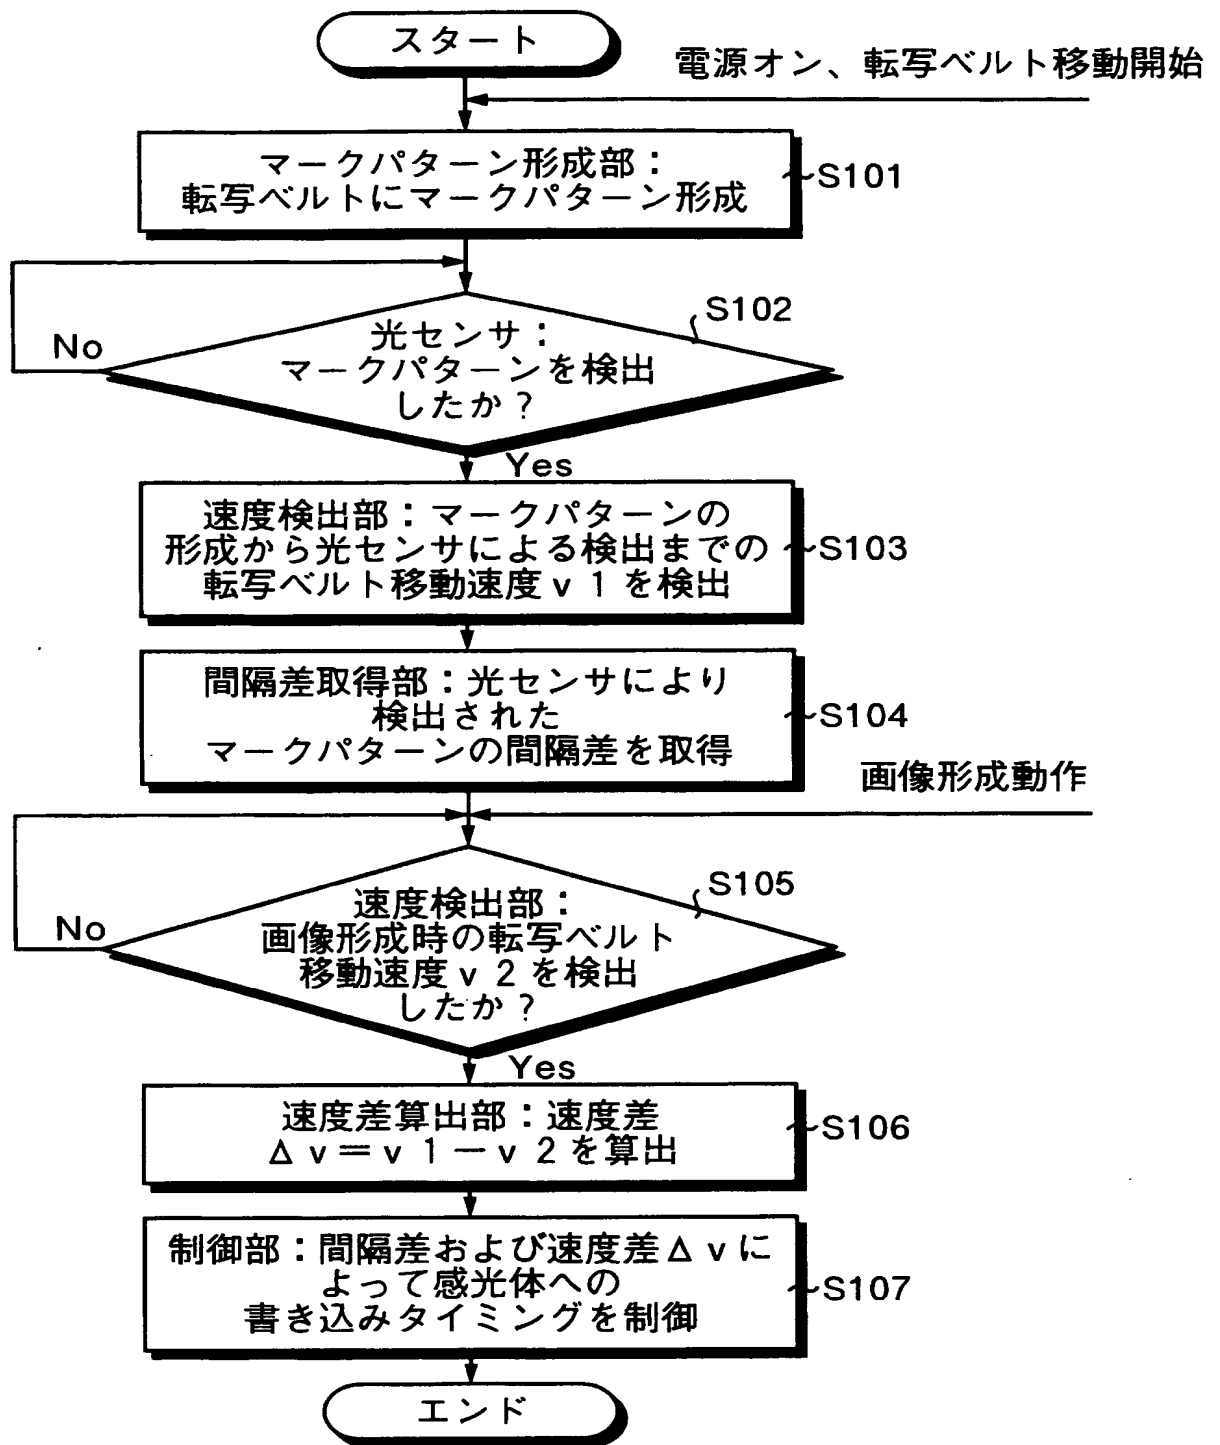 スタート
電源オン、転写ベルト移動開始
マークパターン形成部：
転写ベルトにマークパターン形成
S101
S102
光センサ：
マークパターンを検出
したか？
No
Yes
速度検出部：マークパターンの
形成から光センサによる検出までの
転写ベルト移動速度ｖ１を検出
S103
間隔差取得部：光センサにより
検出された
マークパターンの間隔差を取得
S104
画像形成動作
S105
速度検出部：
画像形成時の転写ベルト
移動速度ｖ２を検出
したか？
No
Yes
速度差算出部：速度差
Δｖ＝ｖ１－ｖ２を算出
S106
制御部：間隔差および速度差Δｖに
よって感光体への
書き込みタイミングを制御
S107
エンド